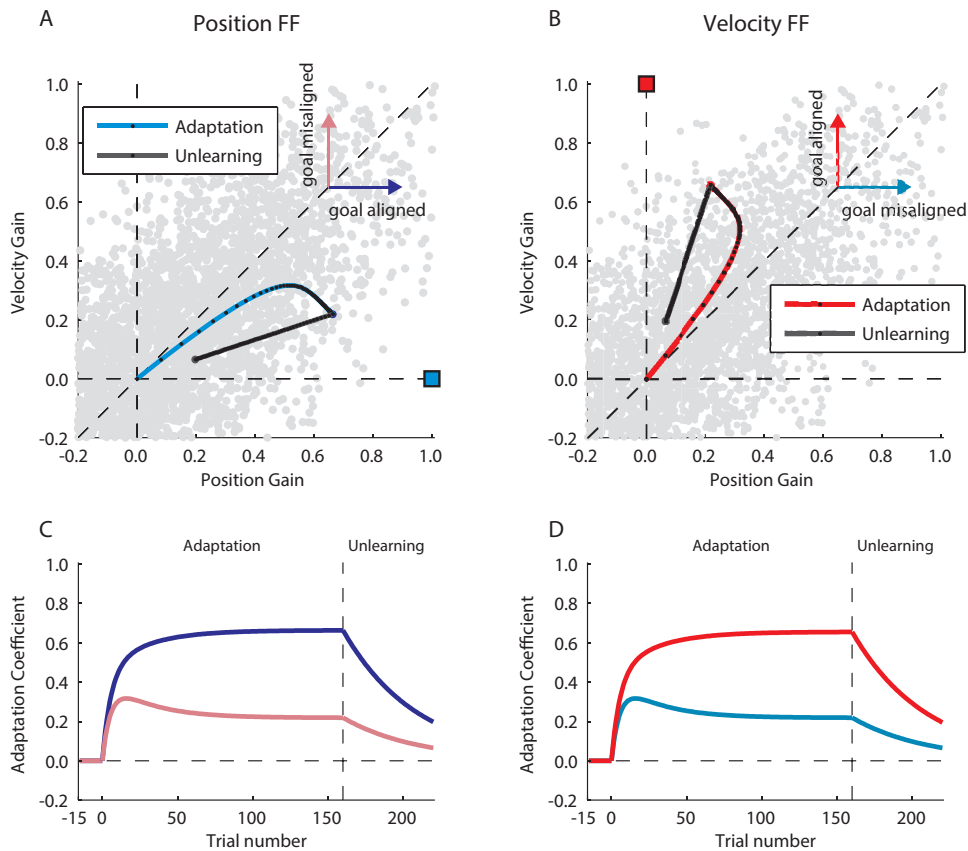 A
Position FF
1.0
0.8
0.6
0.4
0.2
0.0
-0.2
Velocity Gain
Adaptation
Unlearning
goal misaligned
goal aligned
-0.2
0.0
0.2
0.4
0.6
0.8
1.0
Position Gain
B
Velocity FF
1.0
0.8
0.6
0.4
0.2
0.0
-0.2
Velocity Gain
goal aligned
goal misaligned
Adaptation
Unlearning
-0.2
0.0
0.2
0.4
0.6
0.8
1.0
Position Gain
C
Adaptation
Unlearning
1.0
0.8
0.6
0.4
0.2
0.0
-0.2
Adaptation Coefficient
-15
0
50
100
150
200
Trial number
D
Adaptation
Unlearning
1.0
0.8
0.6
0.4
0.2
0.0
-0.2
Adaptation Coefficient
-15
0
50
100
150
200
Trial number